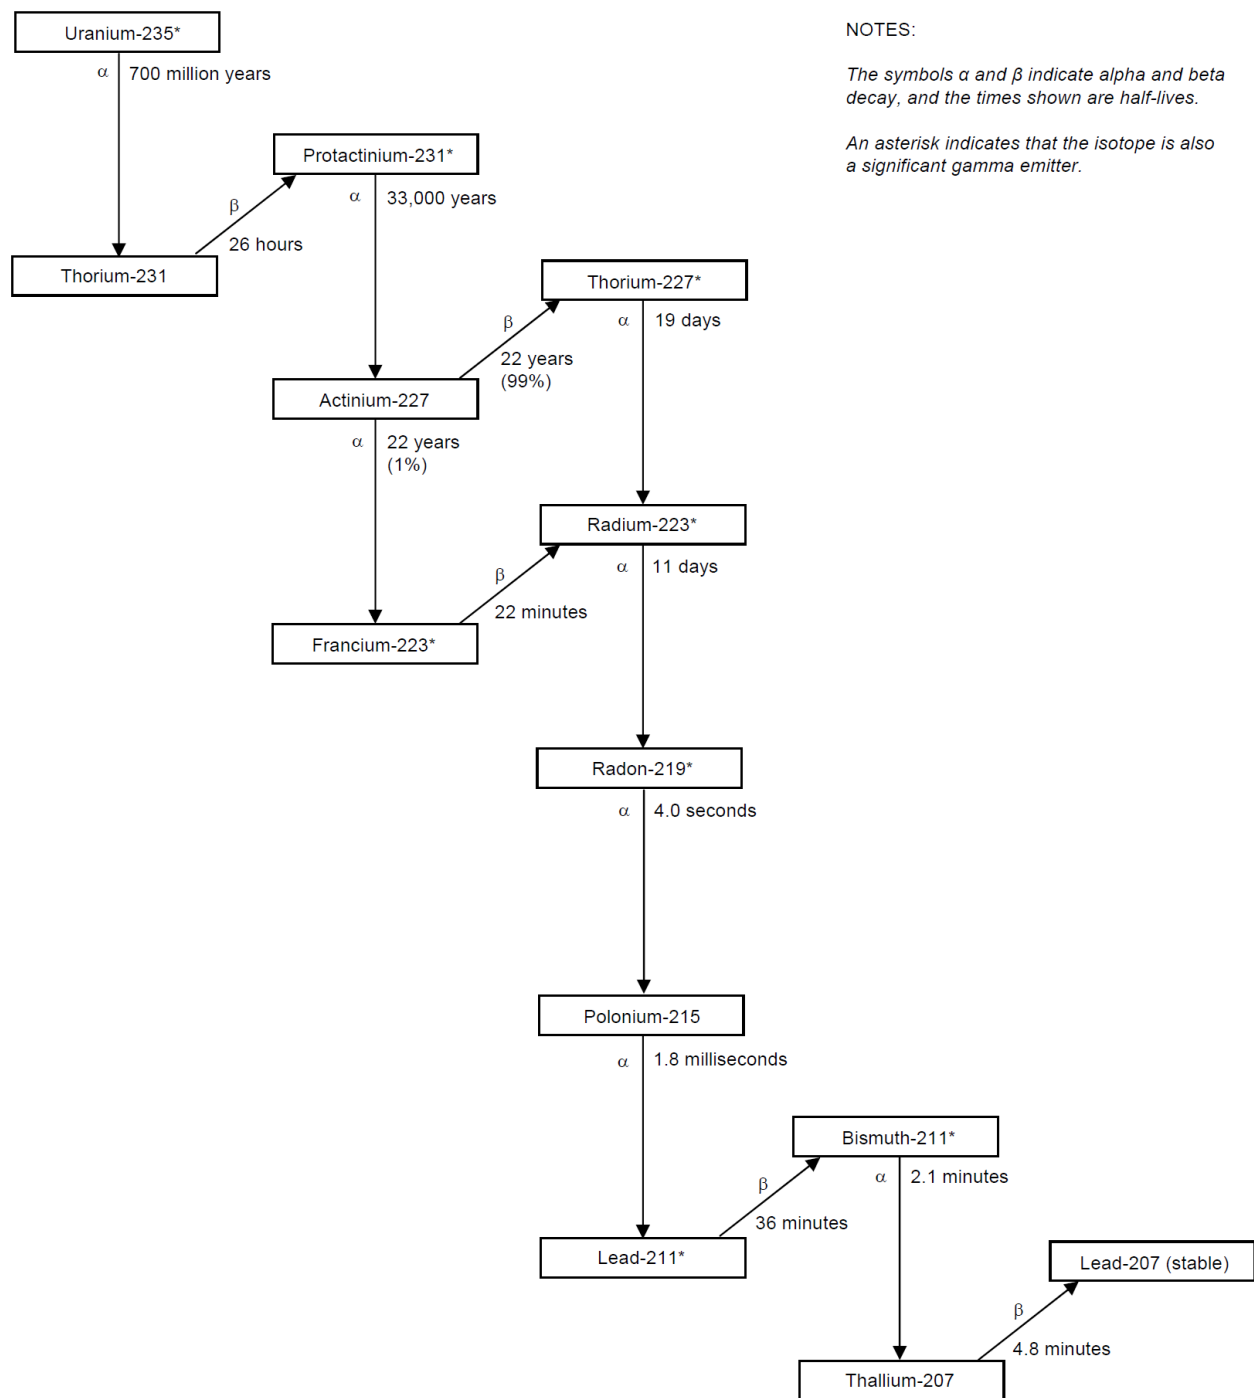 Uranium-235*
α 700 million years
NOTES:
The symbols α and β indicate alpha and beta
decay, and the times shown are half-lives.
An asterisk indicates that the isotope is also
a significant gamma emitter.
Protactinium-231*
α 33,000 years
β
26 hours
Thorium-231
Thorium-227*
α 19 days
β
22 years
(99%)
Actinium-227
α 22 years
(1%)
Radium-223*
α 11 days
β
22 minutes
Francium-223*
Radon-219*
α 4.0 seconds
Polonium-215
α 1.8 milliseconds
Bismuth-211*
α 2.1 minutes
β
36 minutes
Lead-211*
Lead-207 (stable)
β
4.8 minutes
Thallium-207